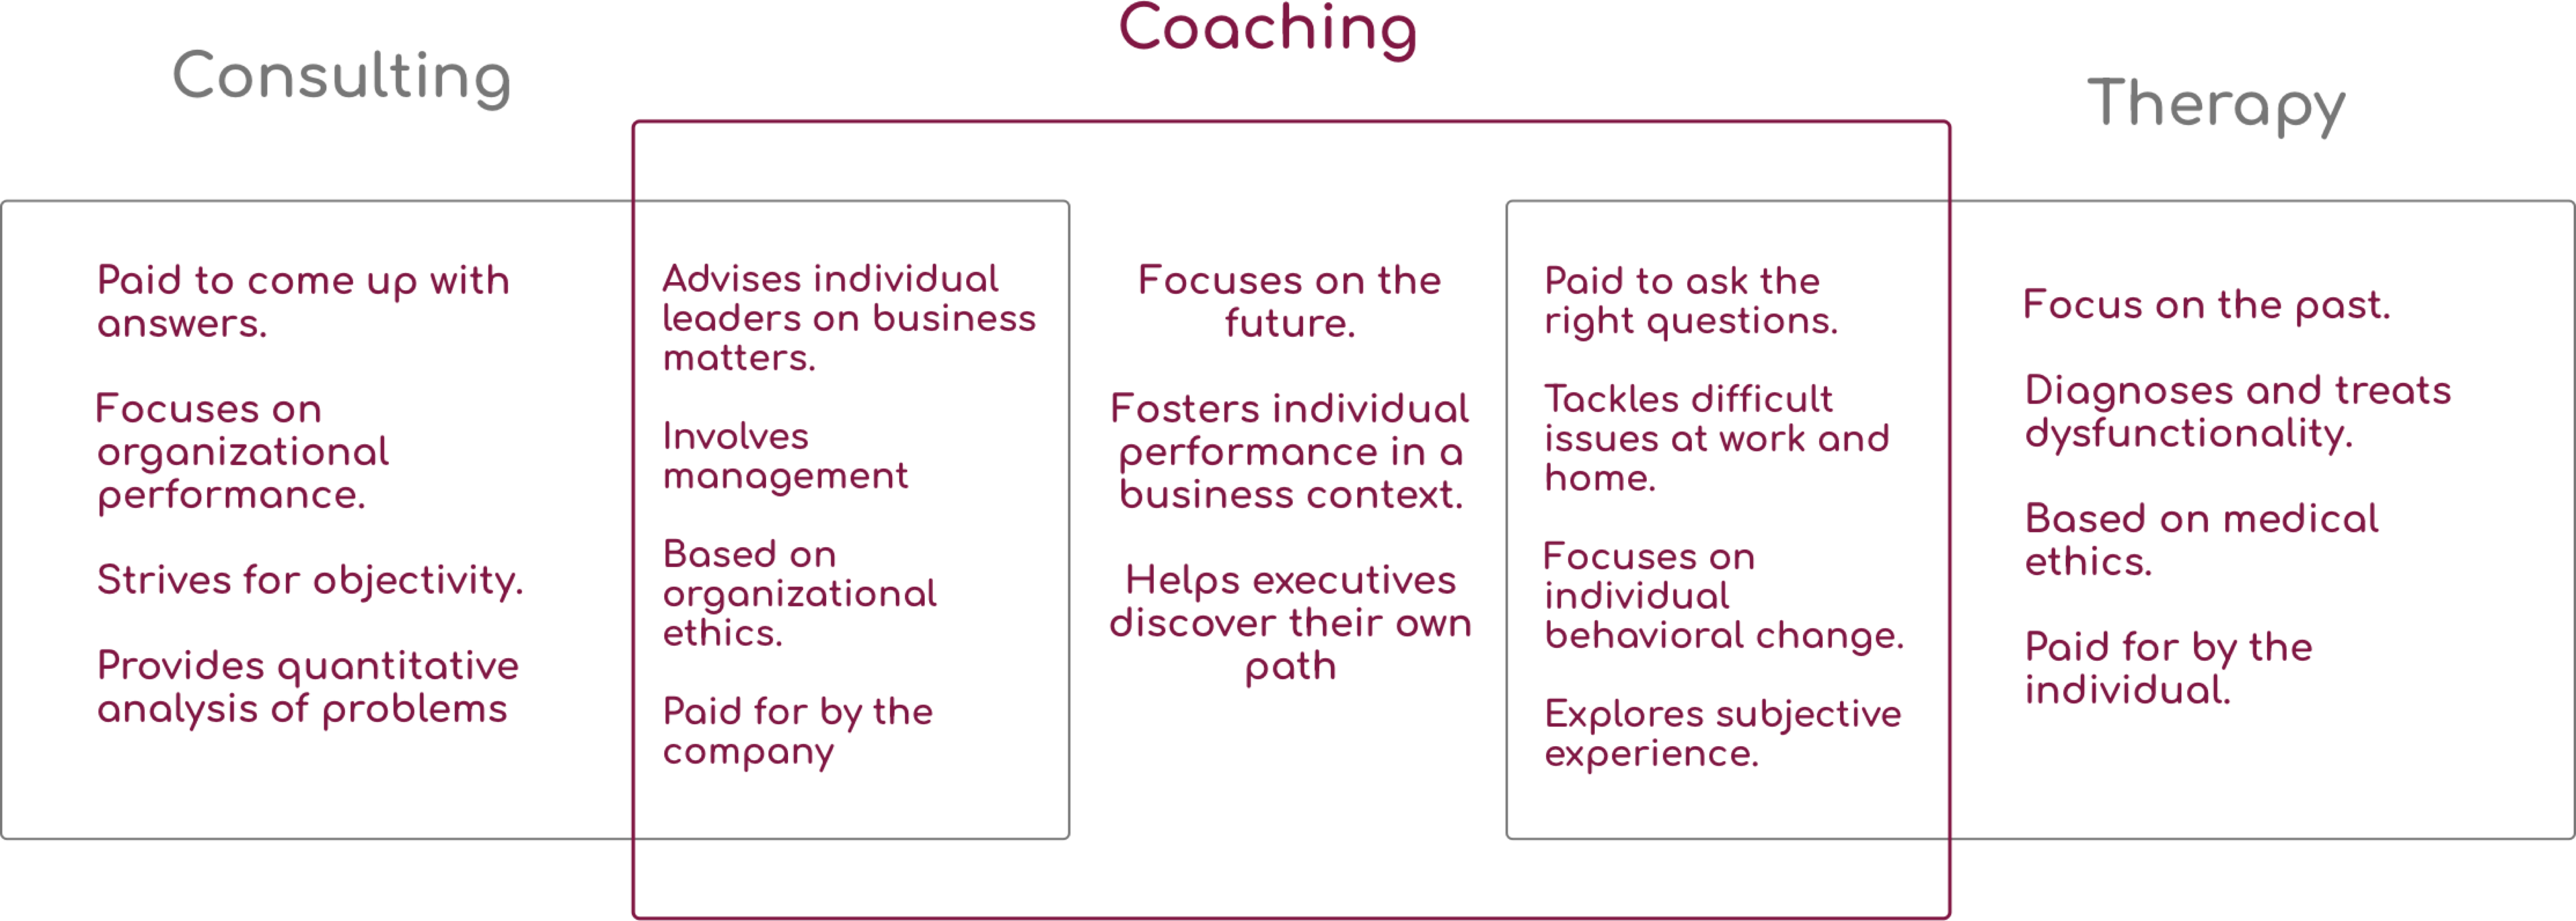 Coaching
Consulting
Therapy
Paid to come up with
answers.
Focuses on
organizational
performance.
Strives for objectivity.
Provides quantitative
analysis of problems
Advises individual
leaders on business
matters.
Involves
management
Based on
organizational
ethics.
Paid for by the
company
Focuses on the
future.
Fosters individual
performance in a
business context.
Helps executives
discover their own
path
Paid to ask the
right questions.
Tackles difficult
issues at work and
home.
Focuses on
individual
behavioral change.
Explores subjective
experience.
Focus on the past.
Diagnoses and treats
dysfunctionality.
Based on medical
ethics.
Paid for by the
individual.